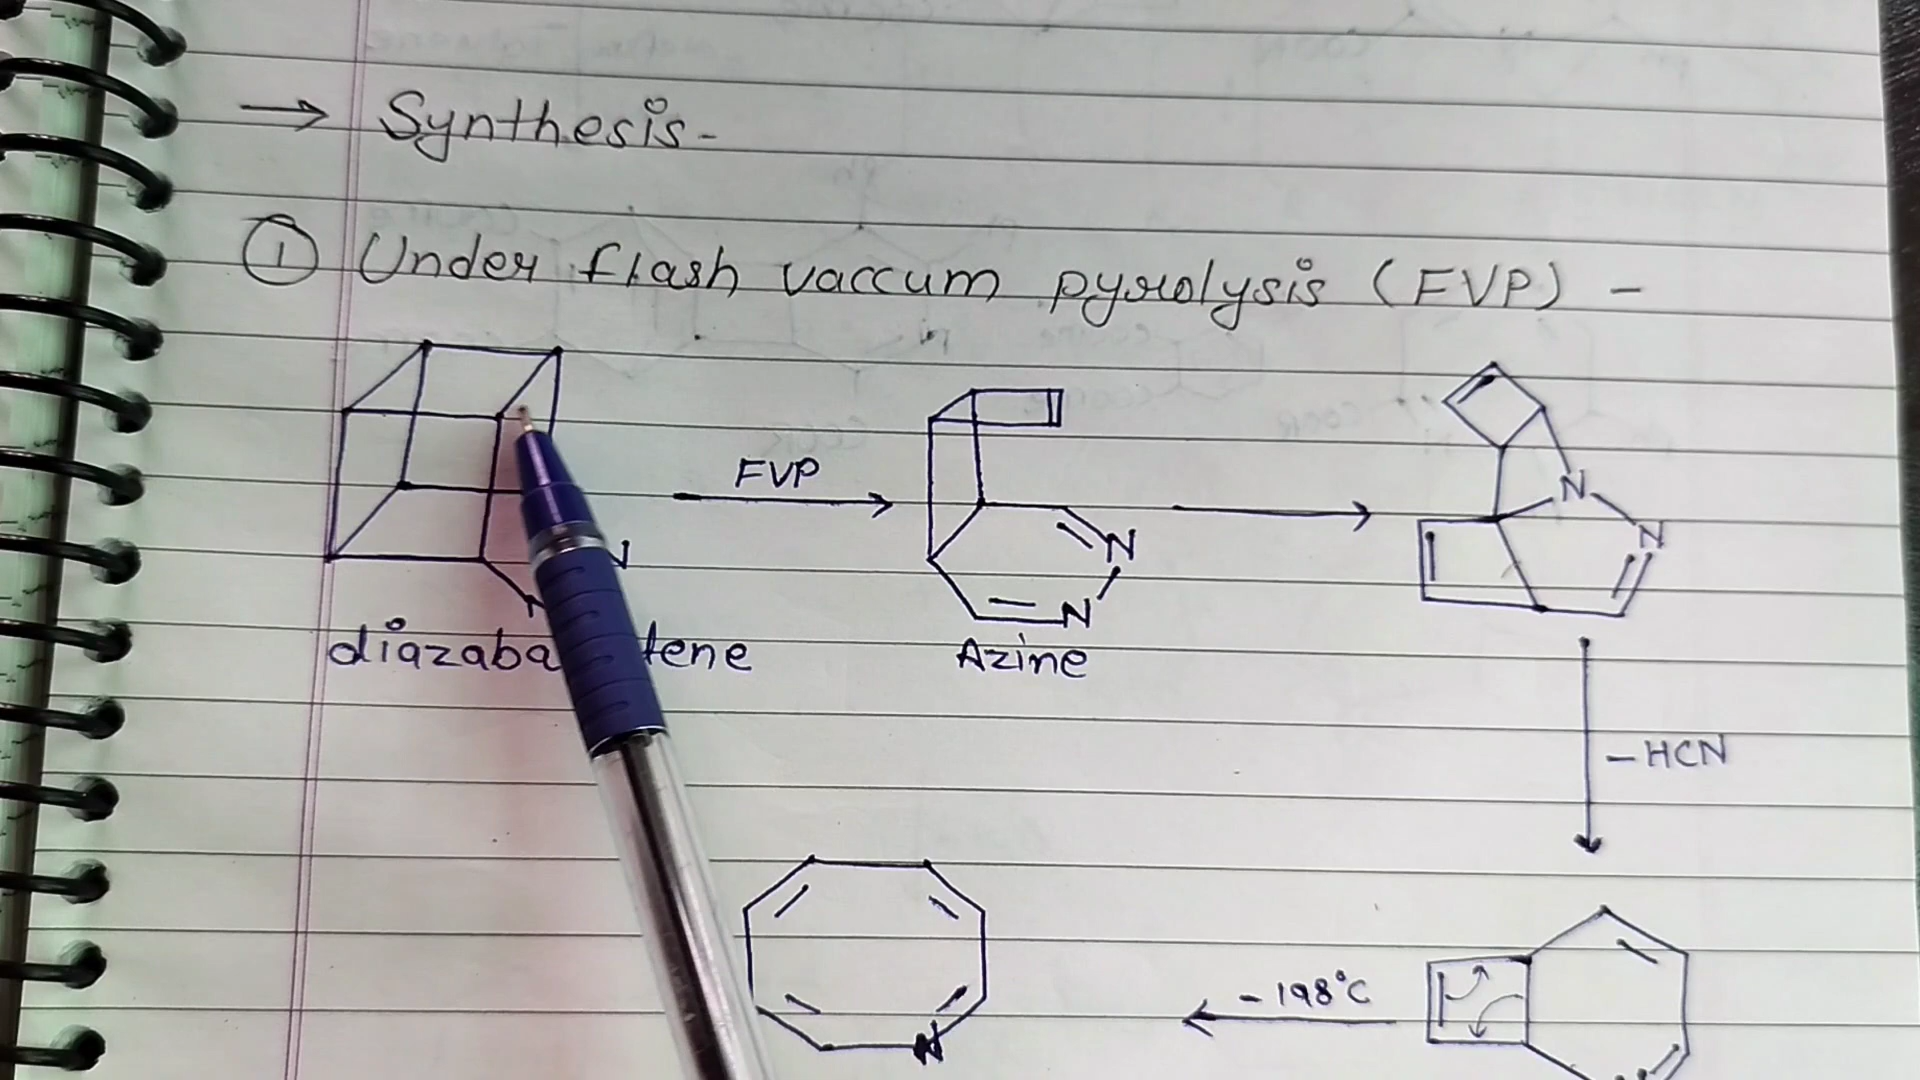 → Synthesis-
① Under flash vaccum pyrolysis (FVP) -
FVP
N
N
N
N
N
diazaba tene
Azine
- HCN
- 198°C
N